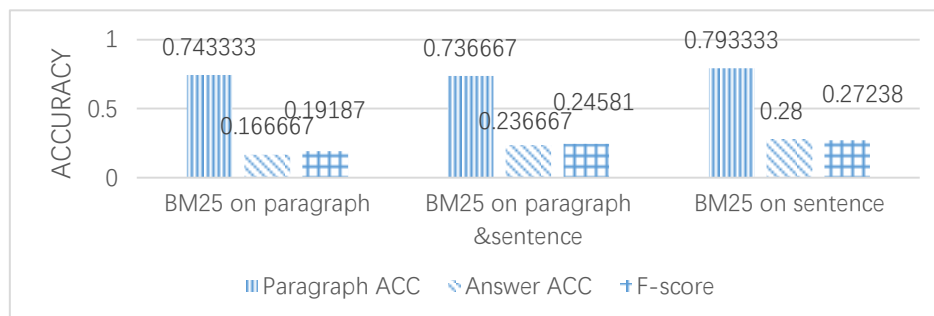 ACCURACY
1
0.5
0
0.743333
0.166667
0.19187
0.736667
0.236667
0.24581
0.793333
0.28
0.27238
BM25 on paragraph
BM25 on paragraph
&sentence
BM25 on sentence
Paragraph ACC
Answer ACC
F-score